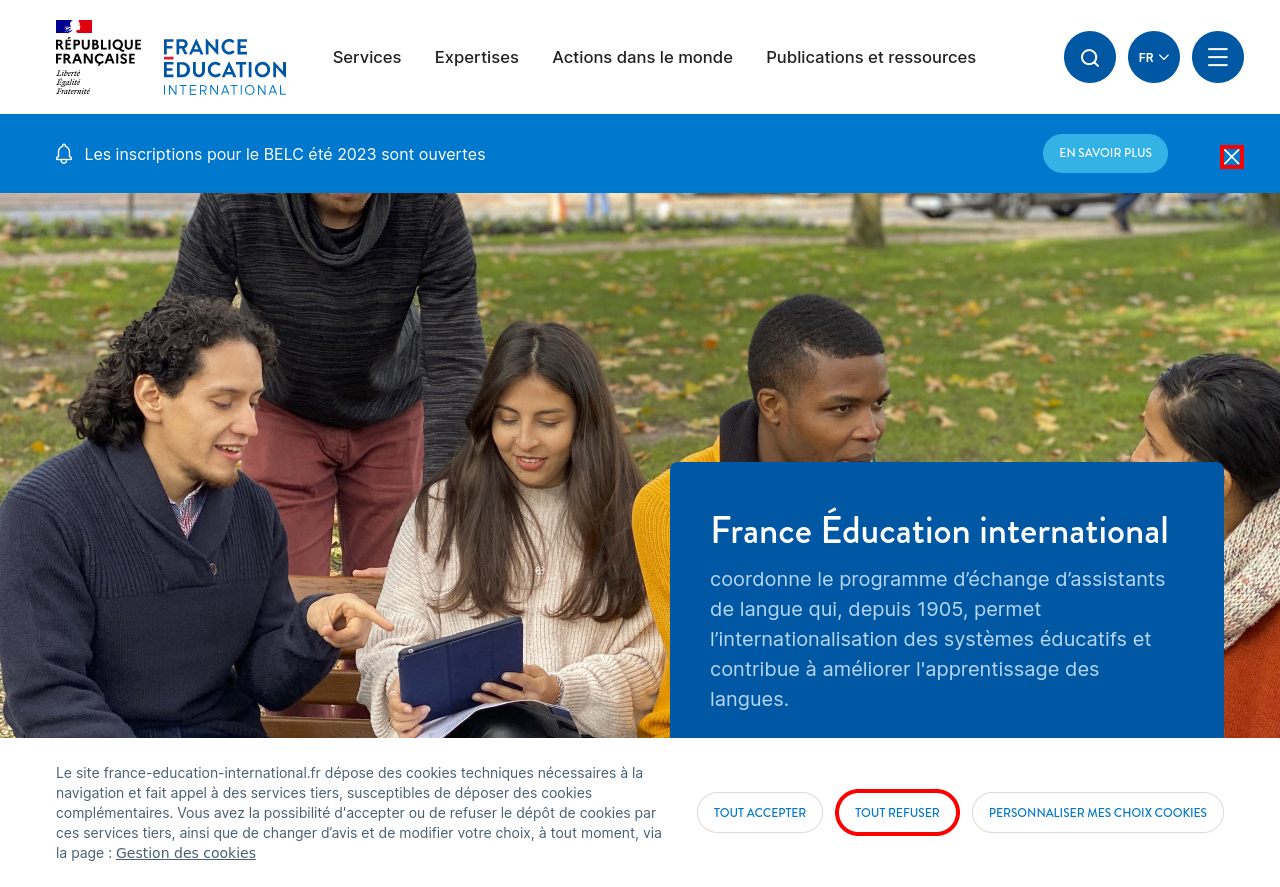 RÉPUBLIQUE
FRANÇAISE
Liberté
Égalité
Fraternité
FRANCE
ÉDUCATION
INTERNATIONAL
Services
Expertises
Actions dans le monde
Publications et ressources
FR
Les inscriptions pour le BELC été 2023 sont ouvertes
EN SAVOIR PLUS
France Éducation international
coordonne le programme d’échange d’assistants
de langue qui, depuis 1905, permet
l’internationalisation des systèmes éducatifs et
contribue à améliorer l'apprentissage des
langues.
Le site france-education-international.fr dépose des cookies techniques nécessaires à la
navigation et fait appel à des services tiers, susceptibles de déposer des cookies
complémentaires. Vous avez la possibilité d'accepter ou de refuser le dépôt de cookies par
ces services tiers, ainsi que de changer d’avis et de modifier votre choix, à tout moment, via
la page : Gestion des cookies
TOUT ACCEPTER
TOUT REFUSER
PERSONNALISER MES CHOIX COOKIES